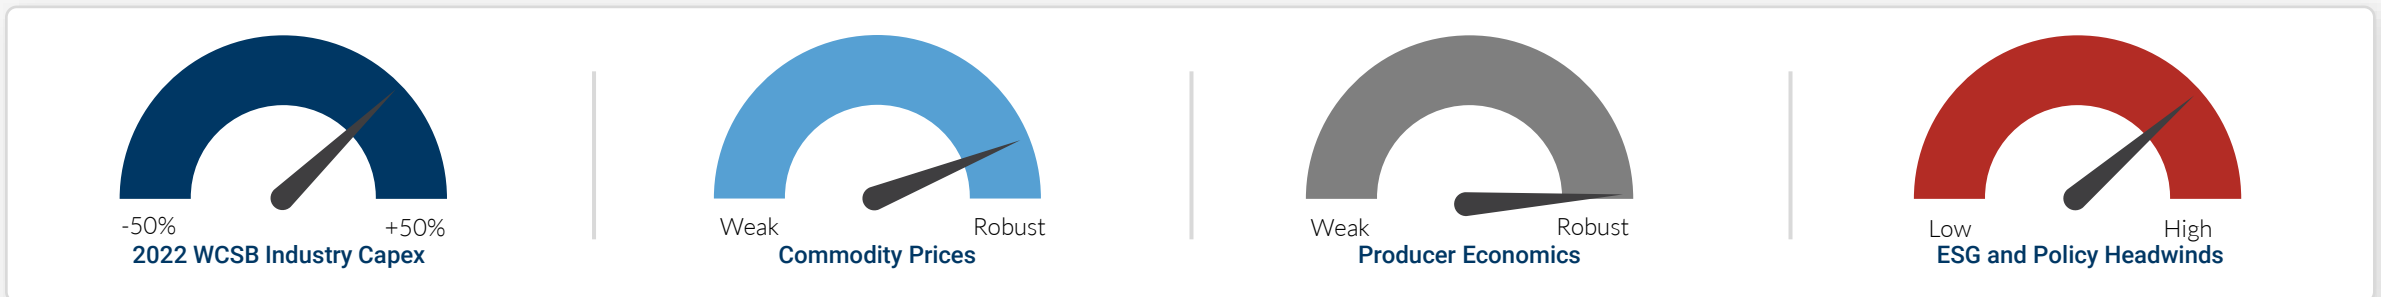 -50%
+50%
2022 WCSB Industry Capex
Weak
Robust
Commodity Prices
Weak
Robust
Producer Economics
Low
High
ESG and Policy Headwinds